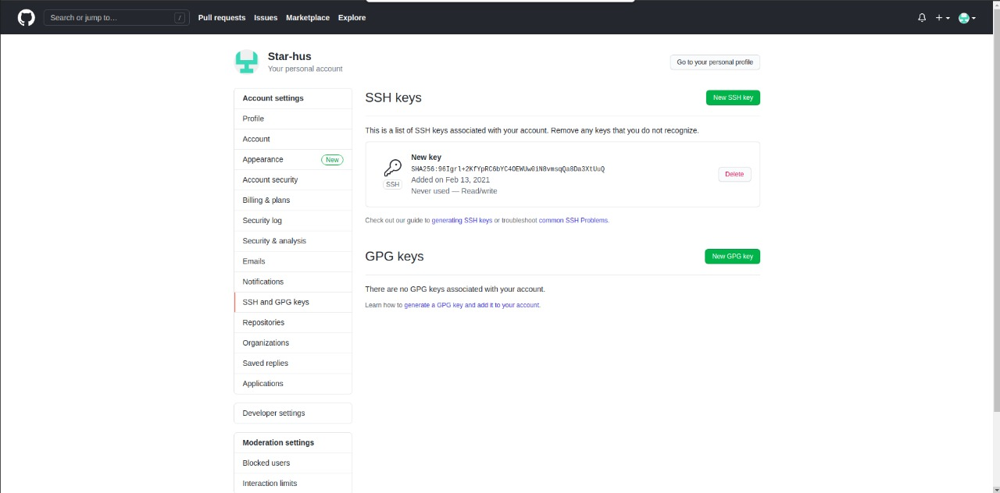 Search or jump to…
/
Pull requests Issues Marketplace Explore
Star-hus
Your personal account
Go to your personal profile
Account settings
Profile
Account
Appearance New
Account security
Billing & plans
Security log
Security & analysis
Emails
Notifications
SSH and GPG keys
Repositories
Organizations
Saved replies
Applications
Developer settings
Moderation settings
Blocked users
Interaction limits
SSH keys
New SSH key
This is a list of SSH keys associated with your account. Remove any keys that you do not recognize.
New key
SHA256:96Igrl+2KfYpRC6bYC4OEWUw0iN8vmsqQa8Da3XtUuQ
Added on Feb 13, 2021
Never used — Read/write
SSH
Delete
Check out our guide to generating SSH keys or troubleshoot common SSH Problems.
GPG keys
New GPG key
There are no GPG keys associated with your account.
Learn how to generate a GPG key and add it to your account.